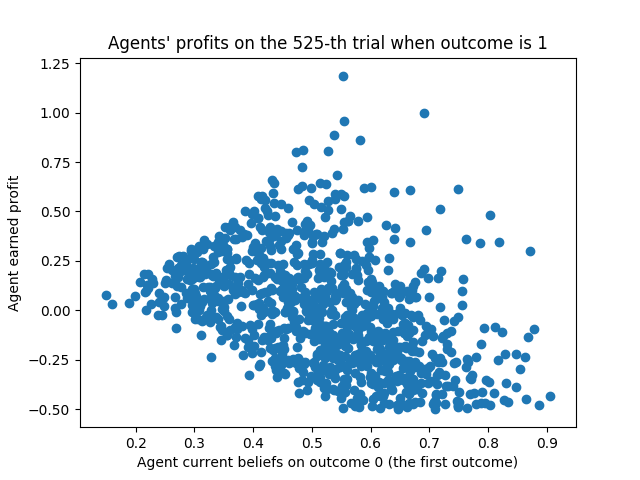 Agents' profits on the 525-th trial when outcome is 1
1.25
1.00
0.75
0.50
0.25
0.00
−0.25
−0.50
Agent earned profit
0.2 0.3 0.4 0.5 0.6 0.7 0.8 0.9
Agent current beliefs on outcome 0 (the first outcome)